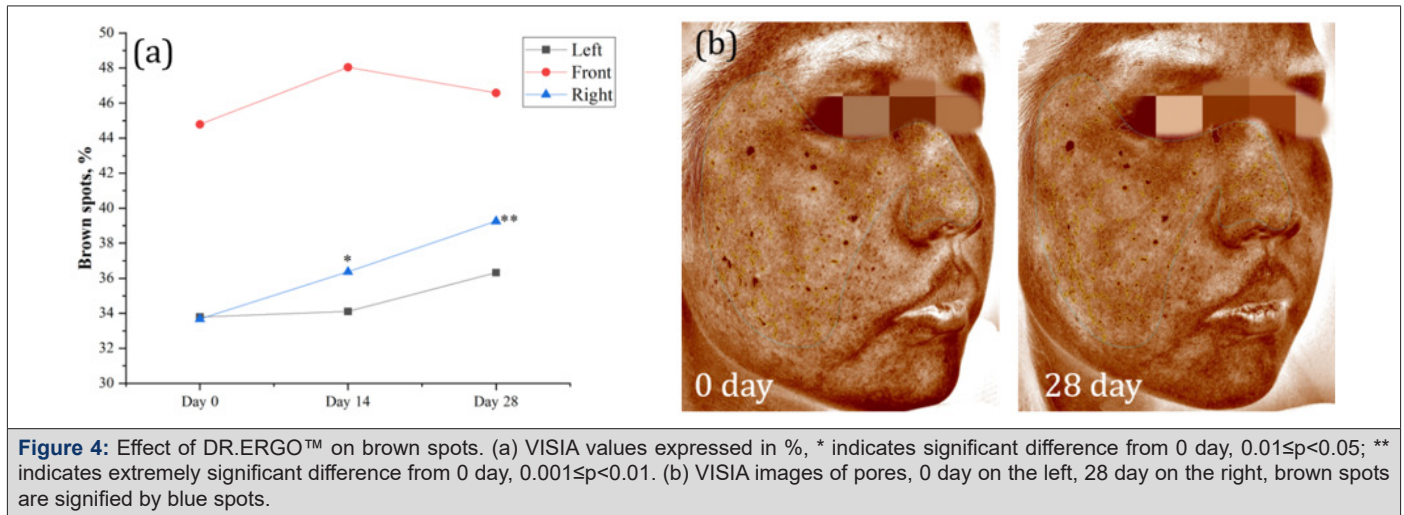 (a)
50
48
46
44
42
40
38
36
34
32
30
Brown spots, %
Left
Front
Right
*
**
Day 0
Day 14
Day 28
(b)
0 day
28 day
Figure 4: Effect of DR.ERGO™ on brown spots. (a) VISIA values expressed in %, * indicates significant difference from 0 day, 0.01≤p<0.05; **
indicates extremely significant difference from 0 day, 0.001≤p<0.01. (b) VISIA images of pores, 0 day on the left, 28 day on the right, brown spots
are signified by blue spots.